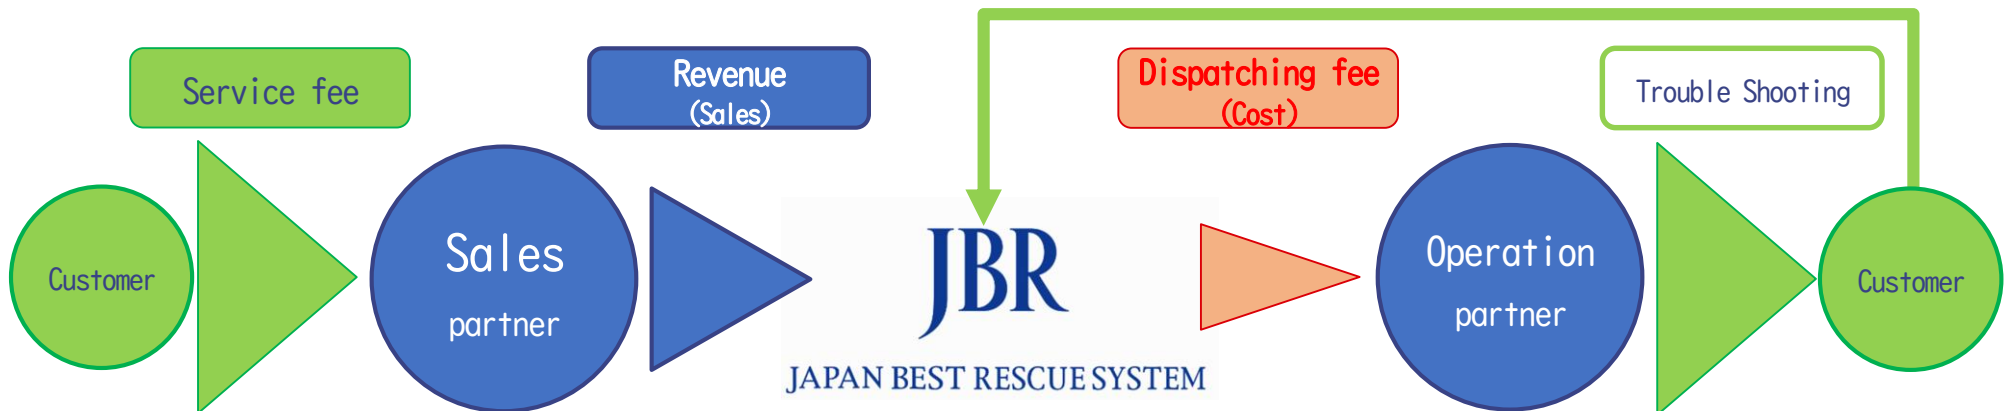 Service fee
Revenue
(Sales)
Dispatching fee
(Cost)
Trouble Shooting
Customer
Sales
partner
JBR
JAPAN BEST RESCUE SYSTEM
Operation
partner
Customer